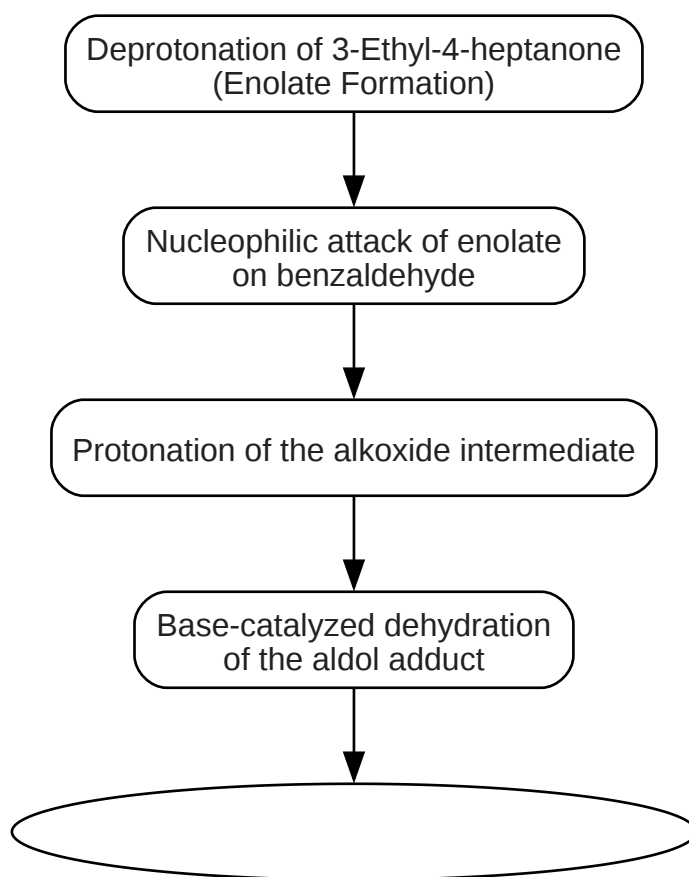 Deprotonation of 3-Ethyl-4-heptanone
(Enolate Formation)
Nucleophilic attack of enolate
on benzaldehyde
Protonation of the alkoxide intermediate
Base-catalyzed dehydration
of the aldol adduct